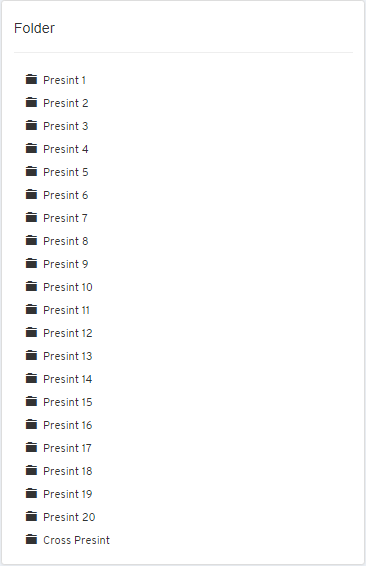 Folder
Presint 1
Presint 2
Presint 3
Presint 4
Presint 5
Presint 6
Presint 7
Presint 8
Presint 9
Presint 10
Presint 11
Presint 12
Presint 13
Presint 14
Presint 15
Presint 16
Presint 17
Presint 18
Presint 19
Presint 20
Cross Presint